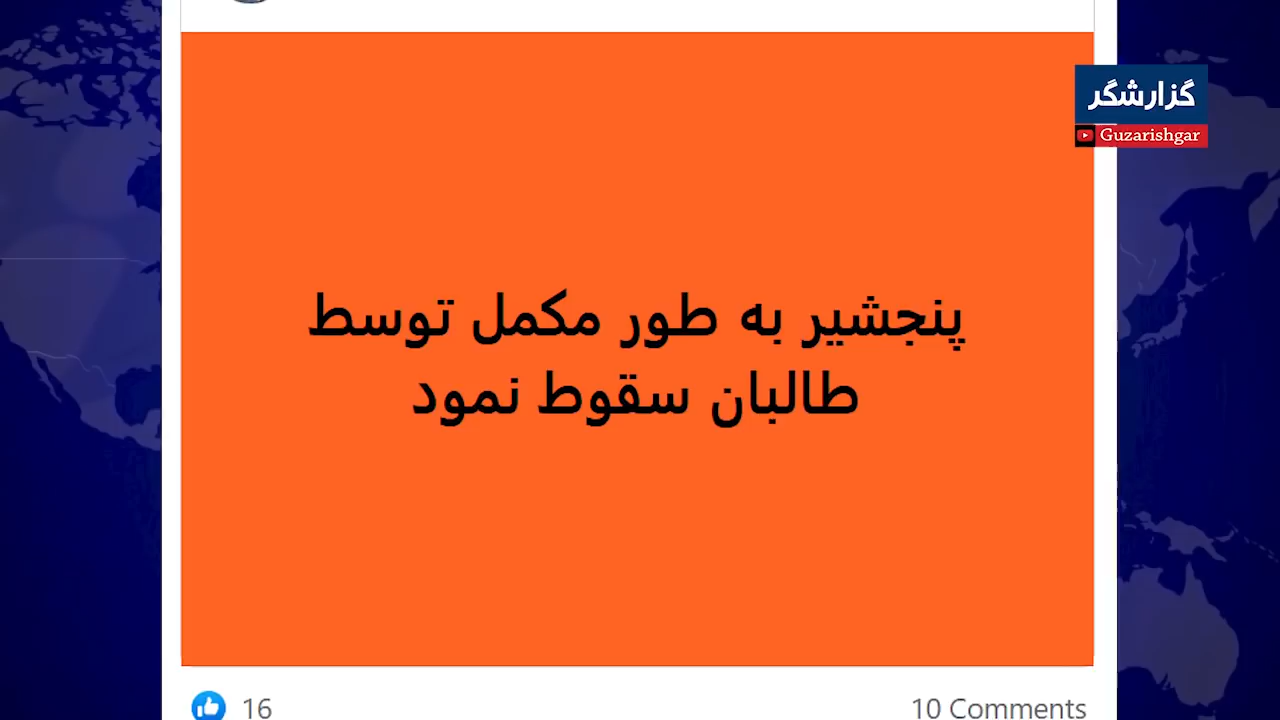 گزارشگر
Guzarishgar
پنجشیر به طور مکمل توسط
طالبان سقوط نمود
16
10 Comments